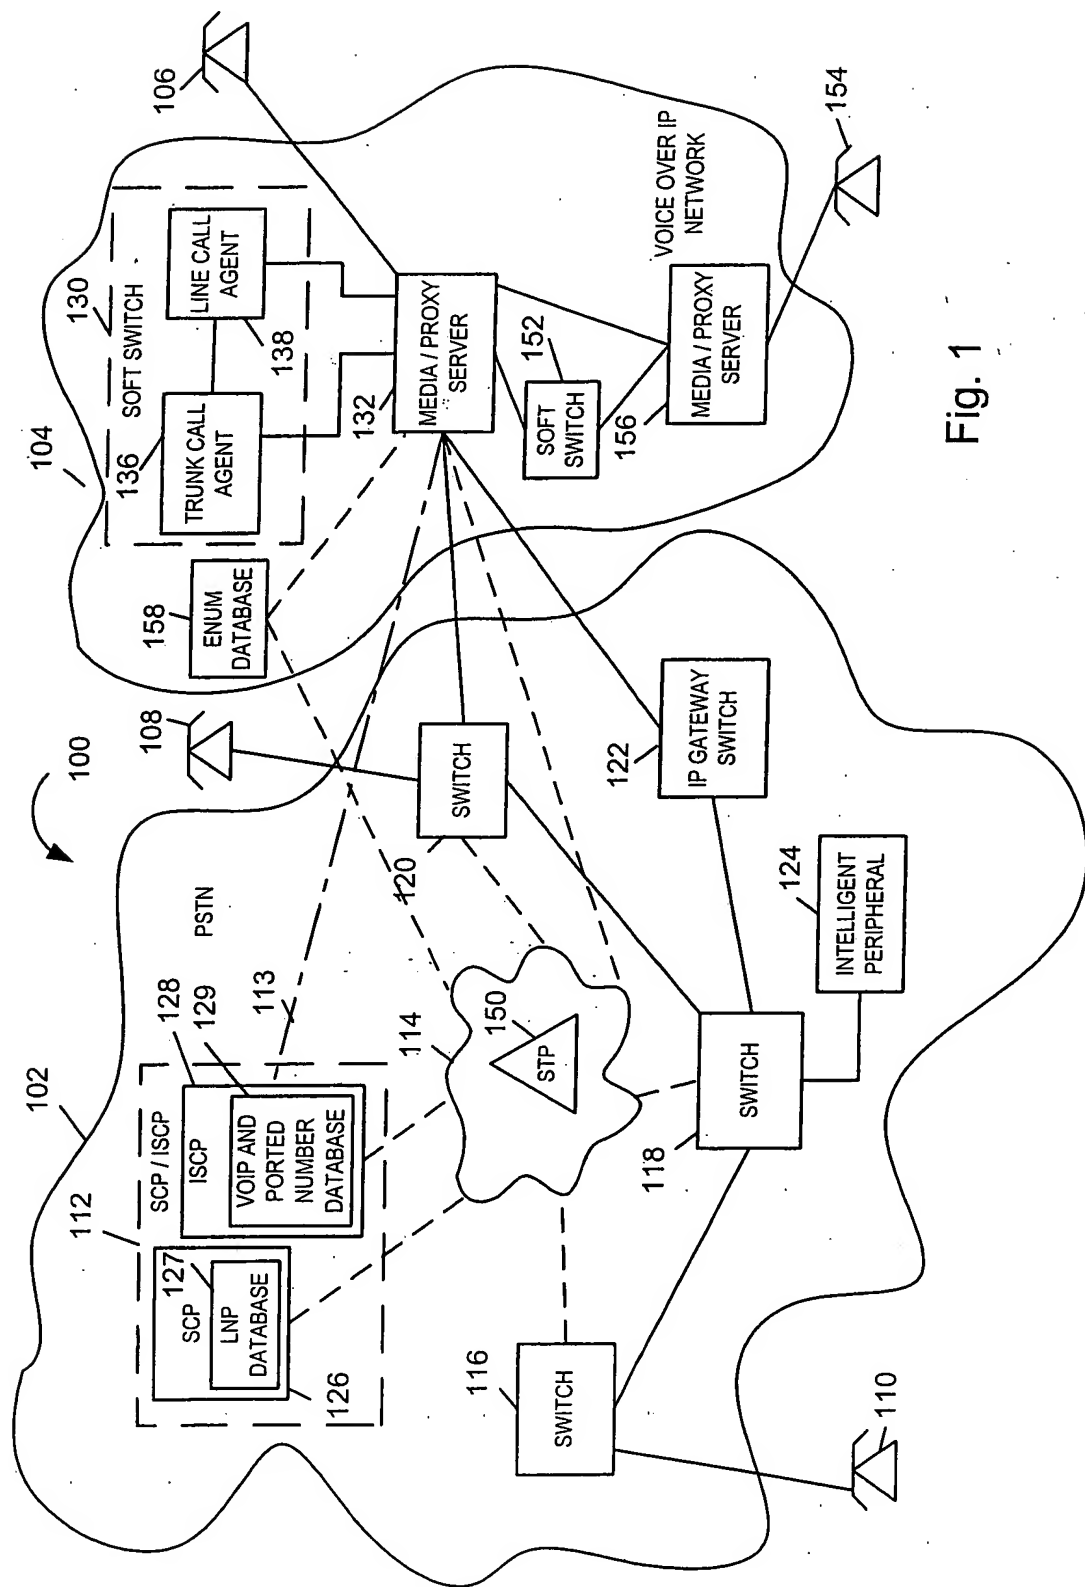 100
102
112
128
129
113
PSTN
108
158
104
136
130
106
SCP / ISCP
ISCP
VOIP AND
PORTED
NUMBER
DATABASE
127
SCP
LNP
DATABASE
126
114
150
STP
120
SWITCH
ENUM
DATABASE
SOFT SWITCH
TRUNK CALL
AGENT
LINE CALL
AGENT
138
132
MEDIA / PROXY
SERVER
SOFT
SWITCH
152
156
MEDIA / PROXY
SERVER
VOICE OVER IP
NETWORK
154
116
SWITCH
118
SWITCH
122
IP GATEWAY
SWITCH
124
INTELLIGENT
PERIPHERAL
110
Fig. 1